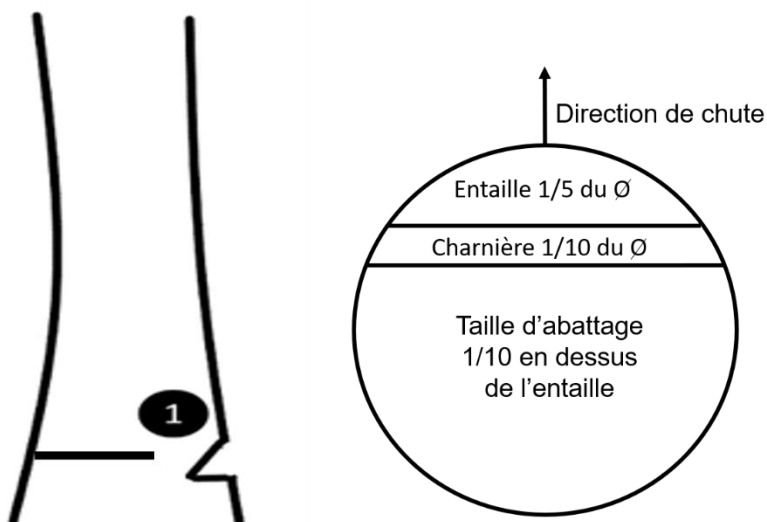 1
Direction de chute
Entaille 1/5 du Ø
Charnière 1/10 du Ø
Taille d’abattage
1/10 en dessus
de l’entaille